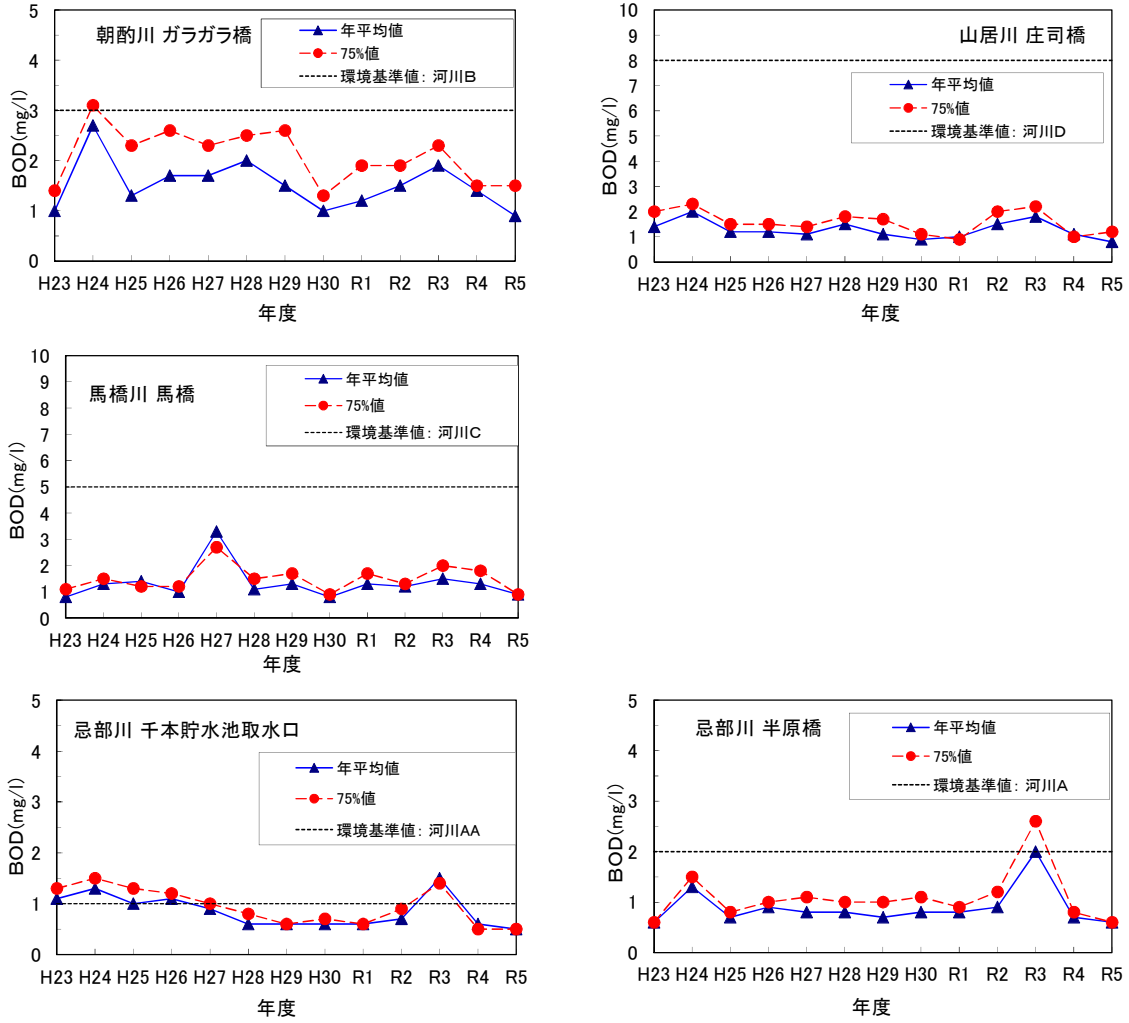 朝酌川 ガラガラ橋
年平均値
75%値
環境基準値: 河川B
BOD(mg/l)
5
4
3
2
1
0
H23 H24 H25 H26 H27 H28 H29 H30 R1 R2 R3 R4 R5
年度
山居川 庄司橋
年平均値
75%値
環境基準値: 河川D
BOD(mg/l)
10
9
8
7
6
5
4
3
2
1
0
H23 H24 H25 H26 H27 H28 H29 H30 R1 R2 R3 R4 R5
年度
馬橋川 馬橋
年平均値
75%値
環境基準値: 河川C
BOD(mg/l)
10
9
8
7
6
5
4
3
2
1
0
H23 H24 H25 H26 H27 H28 H29 H30 R1 R2 R3 R4 R5
年度
忌部川 千本貯水池取水口
年平均値
75%値
環境基準値: 河川AA
BOD(mg/l)
5
4
3
2
1
0
H23 H24 H25 H26 H27 H28 H29 H30 R1 R2 R3 R4 R5
年度
忌部川 半原橋
年平均値
75%値
環境基準値: 河川A
BOD(mg/l)
5
4
3
2
1
0
H23 H24 H25 H26 H27 H28 H29 H30 R1 R2 R3 R4 R5
年度